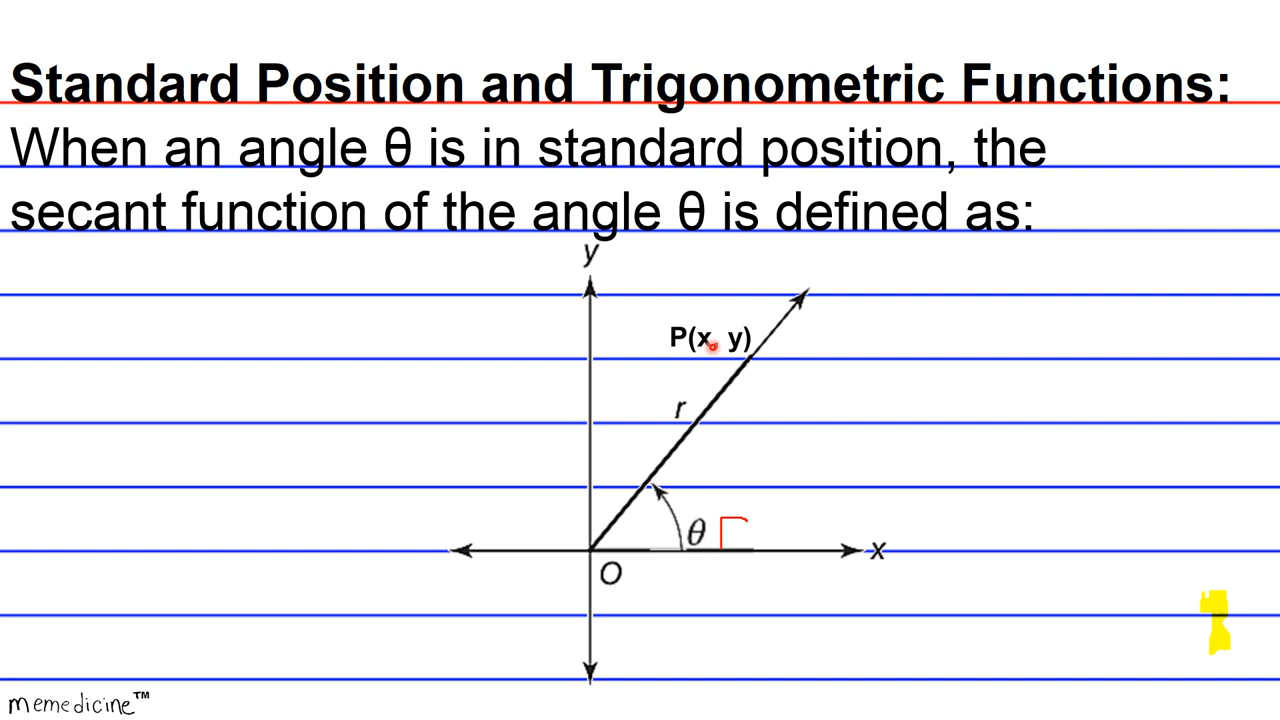 Standard Position and Trigonometric Functions:
When an angle θ is in standard position, the
secant function of the angle θ is defined as:
y
P(x, y)
r
θ
x
O
memedicine™